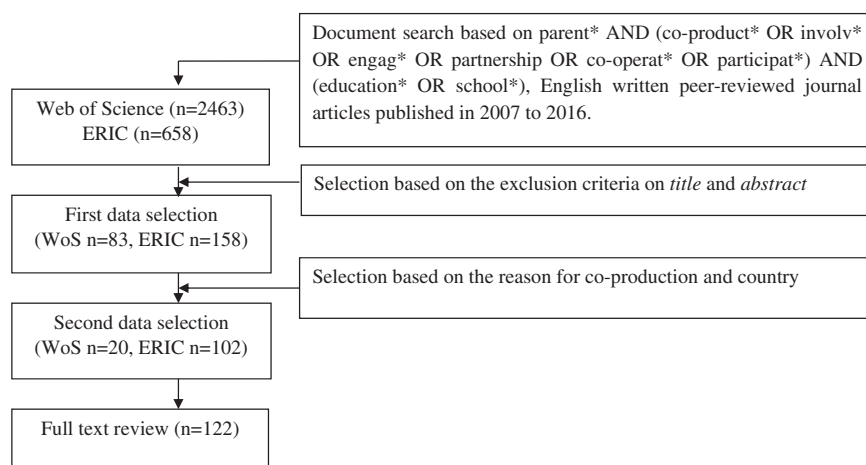 Document search based on parent* AND (co-product* OR involv*
OR engag* OR partnership OR co-operat* OR participat*) AND
(education* OR school*), English written peer-reviewed journal
articles published in 2007 to 2016.
Web of Science (n=2463)
ERIC (n=658)
Selection based on the exclusion criteria on title and abstract
First data selection
(WoS n=83, ERIC n=158)
Selection based on the reason for co-production and country
Second data selection
(WoS n=20, ERIC n=102)
Full text review (n=122)